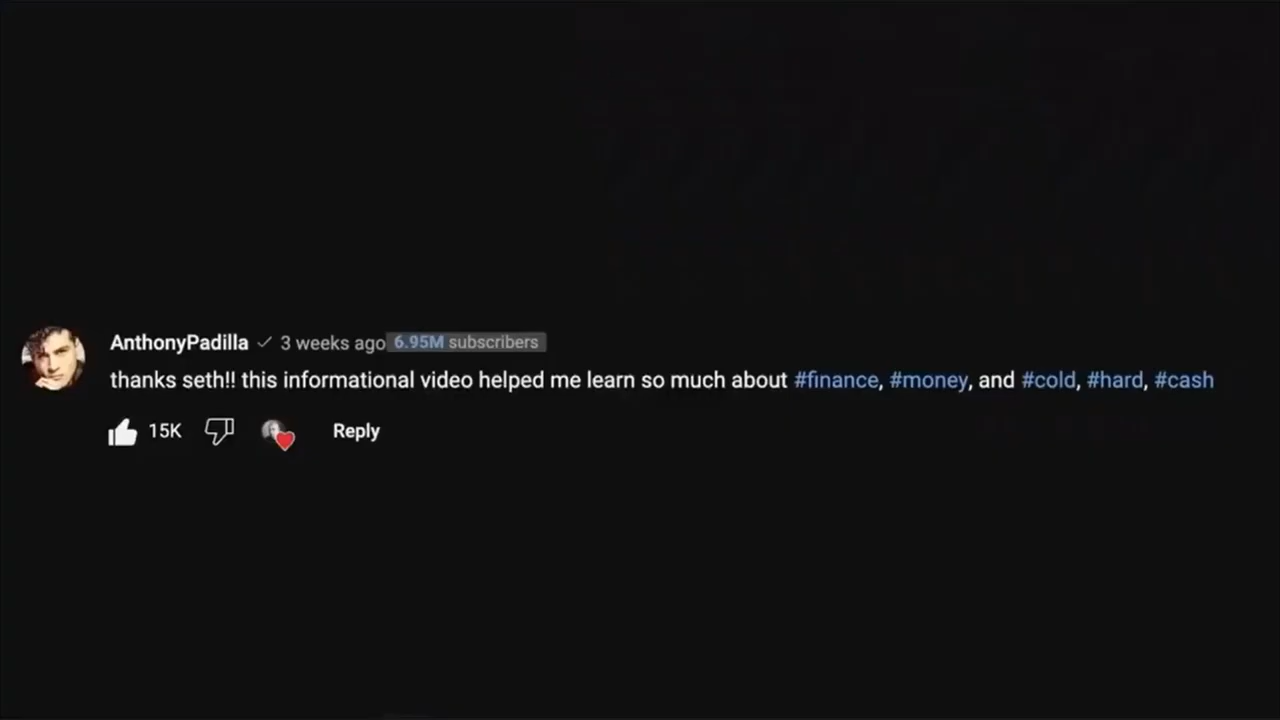 AnthonyPadilla 3 weeks ago 6.95M subscribers
thanks seth!! this informational video helped me learn so much about #finance, #money, and #cold, #hard, #cash
15K Reply